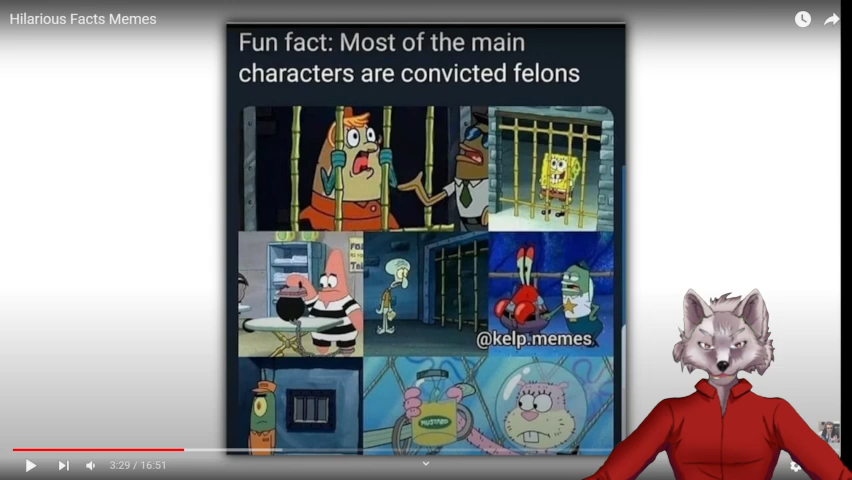 Hilarious Facts Memes
Fun fact: Most of the main
characters are convicted felons
@kelp.memes
MUSTARD
3:29 / 16:51